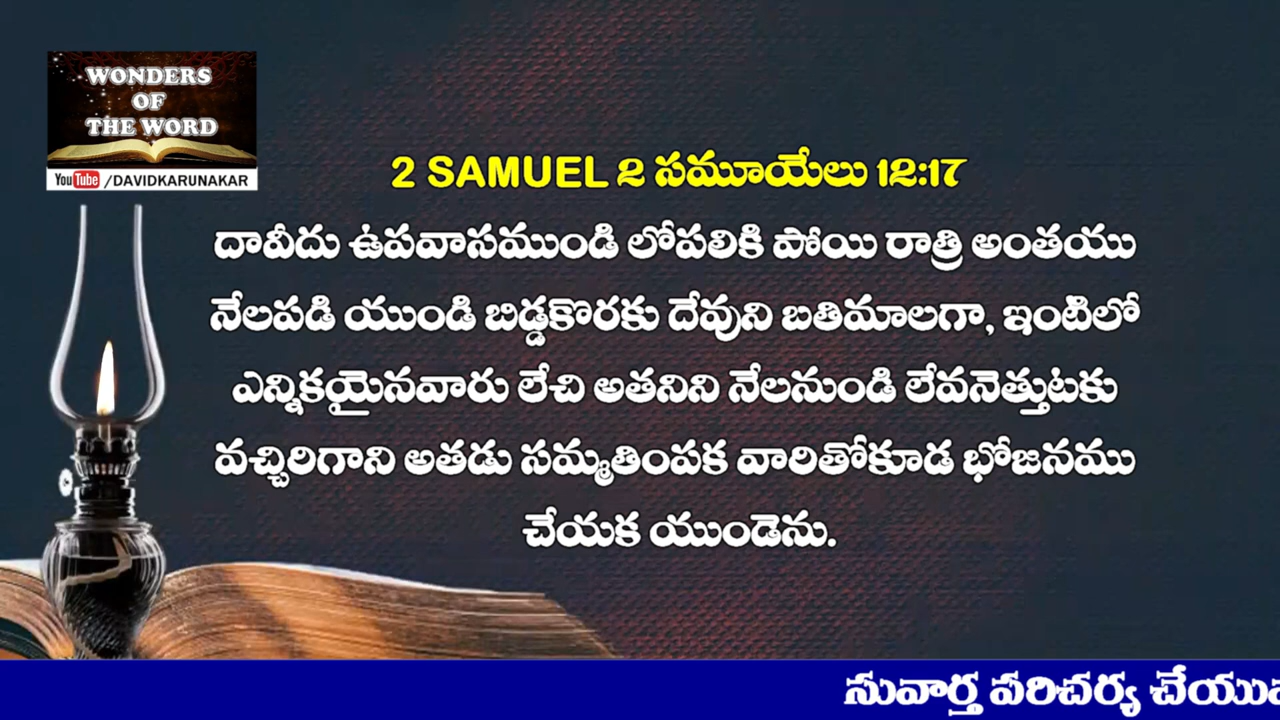 WONDERS
OF
THE WORD
YouTube /DAVIDKARUNAKAR
2 SAMUEL 2 సమూయేలు 12:17
దావీదు ఉపవాసముండి లోపలికి పోయి రాత్రి అంతయు
నేలపడి యుండి బిడ్డకొరకు దేవుని బతిమాలగా, ఇంటిలో
ఎన్నికయైనవారు లేచి అతనిని నేలనుండి లేవనెత్తుటకు
వచ్చిరిగాని అతడు సమ్మతింపక వారితోకూడ భోజనము
చేయక యుండెను.
సువార్త పరిచర్య